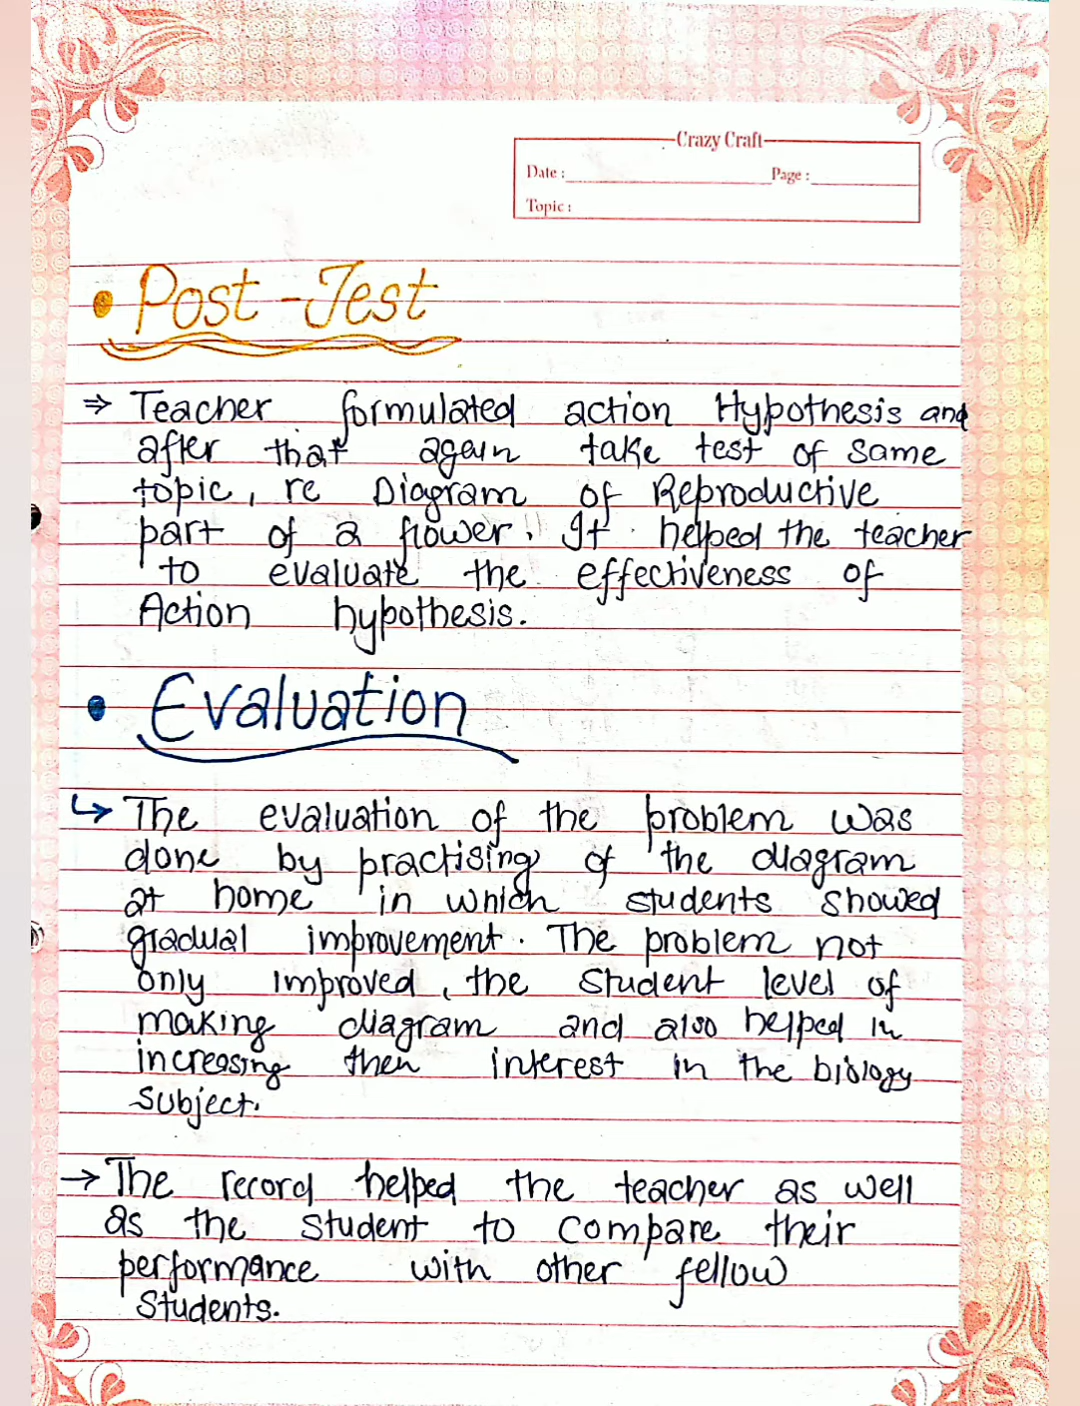 Crazy Craft
Date : Page :
Topic :
• Post-Test
⇒ Teacher formulated action Hypothesis and
after that again take test of same
topic, re Diagram of Reproductive
part of a flower. It helped the teacher
to evaluate the effectiveness of
Action hypothesis.
• Evaluation
↳ The evaluation of the problem was
done by practising of the diagram
at home in which students showed
gradual improvement. The problem not
only improved, the student level of
making diagram and also helped in
increasing then interest in the biology
subject.
→ The record helped the teacher as well
as the student to compare their
performance with other fellow
students.